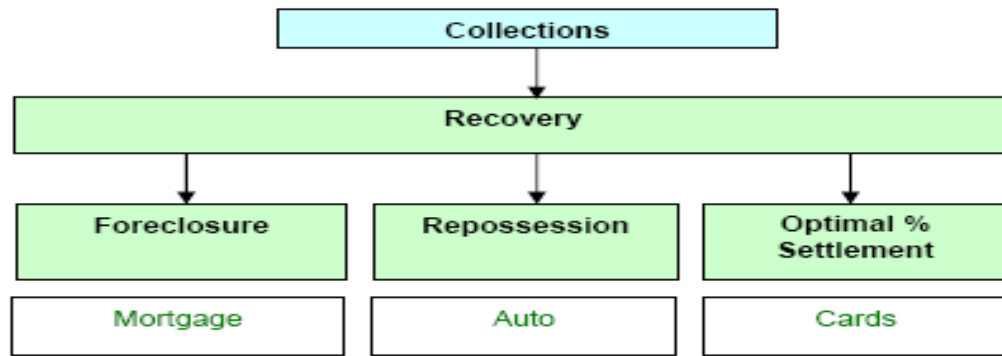 Collections
Recovery
Foreclosure
Repossession
Optimal %
Settlement
Mortgage
Auto
Cards